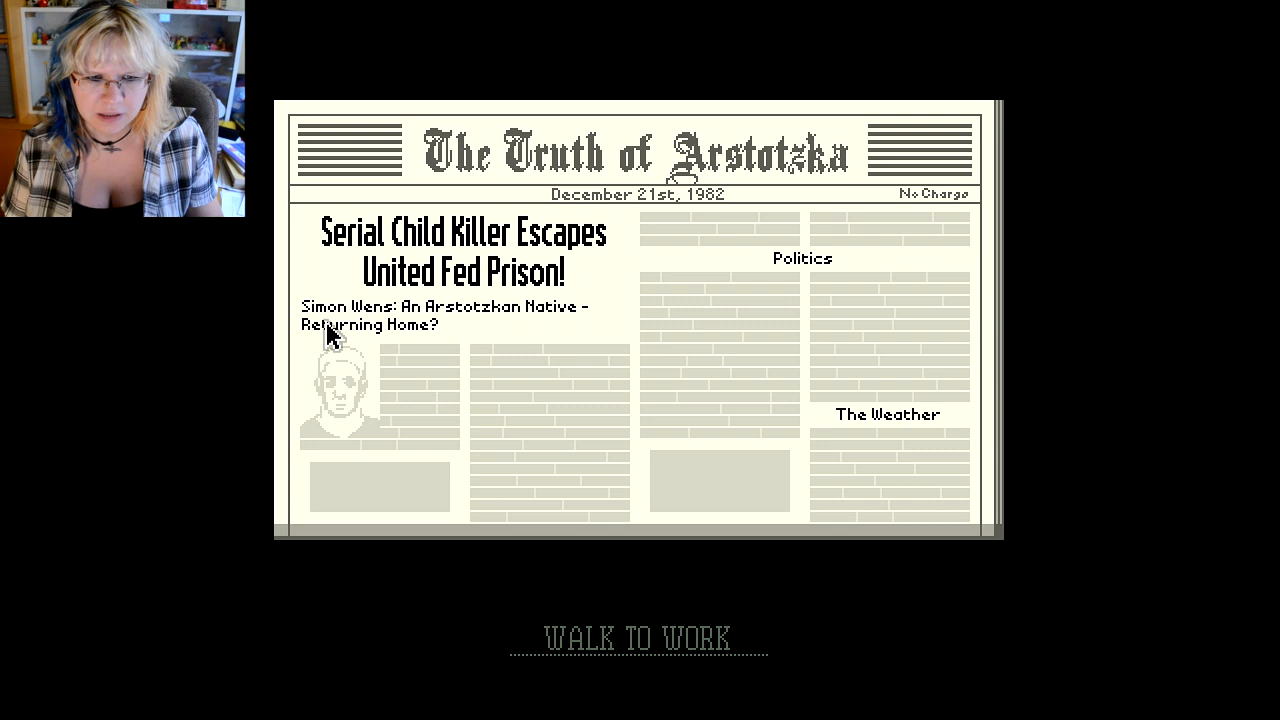 The Truth of Arstotzka
December 21st, 1982
No Charge
Serial Child Killer Escapes
United Fed Prison!
Simon Wens: An Arstotzkan Native -
Returning Home?
Politics
The Weather
WALK TO WORK